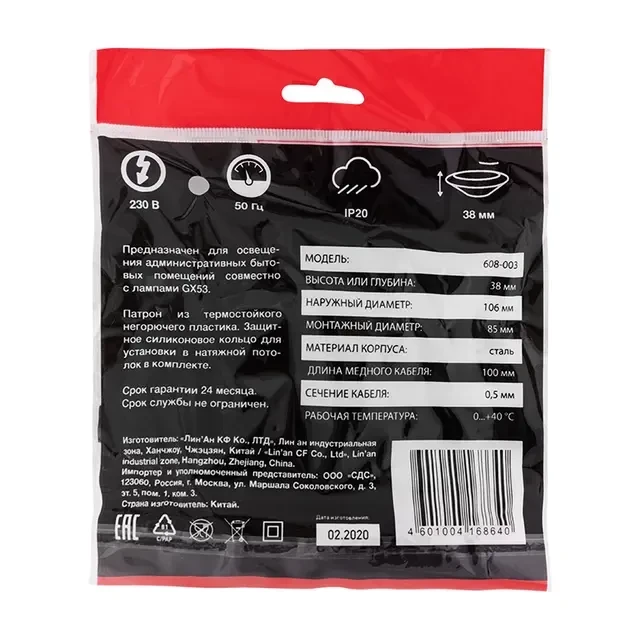 230 В
50 Гц
IP20
38 мм
Предназначен для освеще-
ния административных быто-
вых помещений совместно
с лампами GX53.
Патрон из термостойкого
негорючего пластика. Защит-
ное силиконовое кольцо для
установки в натяжной пото-
лок в комплекте.
Срок гарантии 24 месяца.
Срок службы не ограничен.
МОДЕЛЬ: 608-003
ВЫСОТА ИЛИ ГЛУБИНА: 38 мм
НАРУЖНЫЙ ДИАМЕТР: 106 мм
МОНТАЖНЫЙ ДИАМЕТР: 85 мм
МАТЕРИАЛ КОРПУСА: сталь
ДЛИНА МЕДНОГО КАБЕЛЯ: 100 мм
СЕЧЕНИЕ КАБЕЛЯ: 0,5 мм
РАБОЧАЯ ТЕМПЕРАТУРА: 0...+40 °С
Изготовитель: «Лин'Ан КФ Ко., ЛТД», Лин ан индустриальная
зона, Ханчжоу, Чжэцзян, Китай / «Lin'an CF Co., Ltd», Lin'an
industrial zone, Hangzhou, Zhejiang, China.
Импортер и уполномоченный представитель: ООО «СДС»,
123060, Россия, г. Москва, ул. Маршала Соколовского, д. 3,
эт. 5, пом. 1, ком. 3.
Страна изготовитель: Китай.
EAC
81
C/PAP
Дата изготовления:
02.2020
4 601004 168640